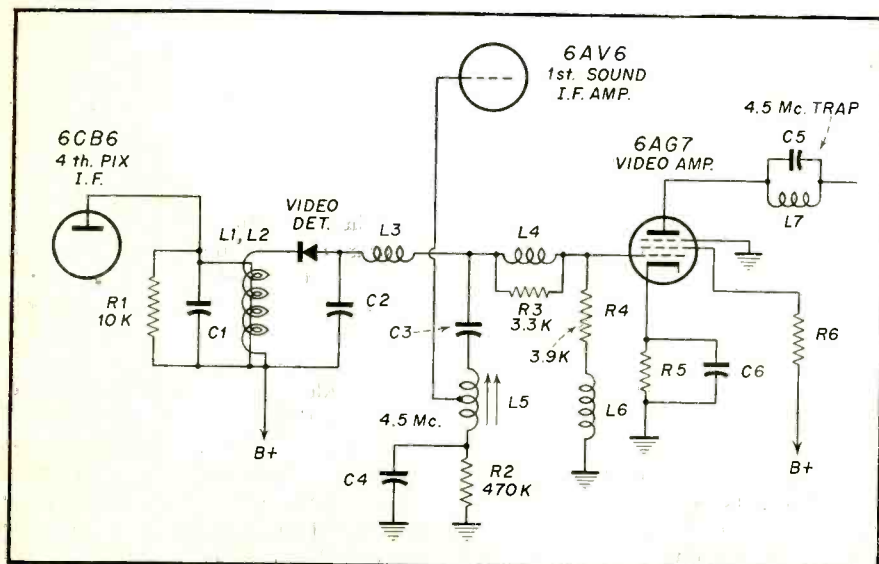 6AV6
1st. SOUND
I.F. AMP.
4.5 Mc. TRAP
6CB6
4 th. PIX
I.F.
6AG7
VIDEO AMP.
C5
L7
L1, L2
VIDEO
DET.
L3
L4
R1
10K
C1
C2
C3
R3
3.3K
R4
3.9K
R5
C6
R6
L5
L6
4.5 Mc.
B+
C4
R2
470K
B+